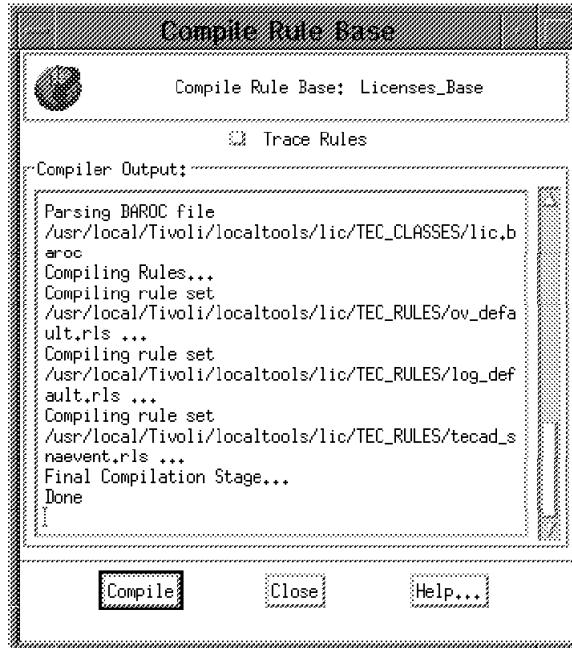 Compile Rule Base
Compile Rule Base: Licenses_Base
Trace Rules
Compiler Output:
Parsing BAROC file
/usr/local/Tivoli/localtools/lic/TEC_CLASSES/lic.b
aroc
Compiling Rules...
Compiling rule set
/usr/local/Tivoli/localtools/lic/TEC_RULES/ov_defa
ult.rls ...
Compiling rule set
/usr/local/Tivoli/localtools/lic/TEC_RULES/log_def
ault.rls ...
Compiling rule set
/usr/local/Tivoli/localtools/lic/TEC_RULES/tecad_s
naevent.rls ...
Final Compilation Stage...
Done
Compile
Close
Help...